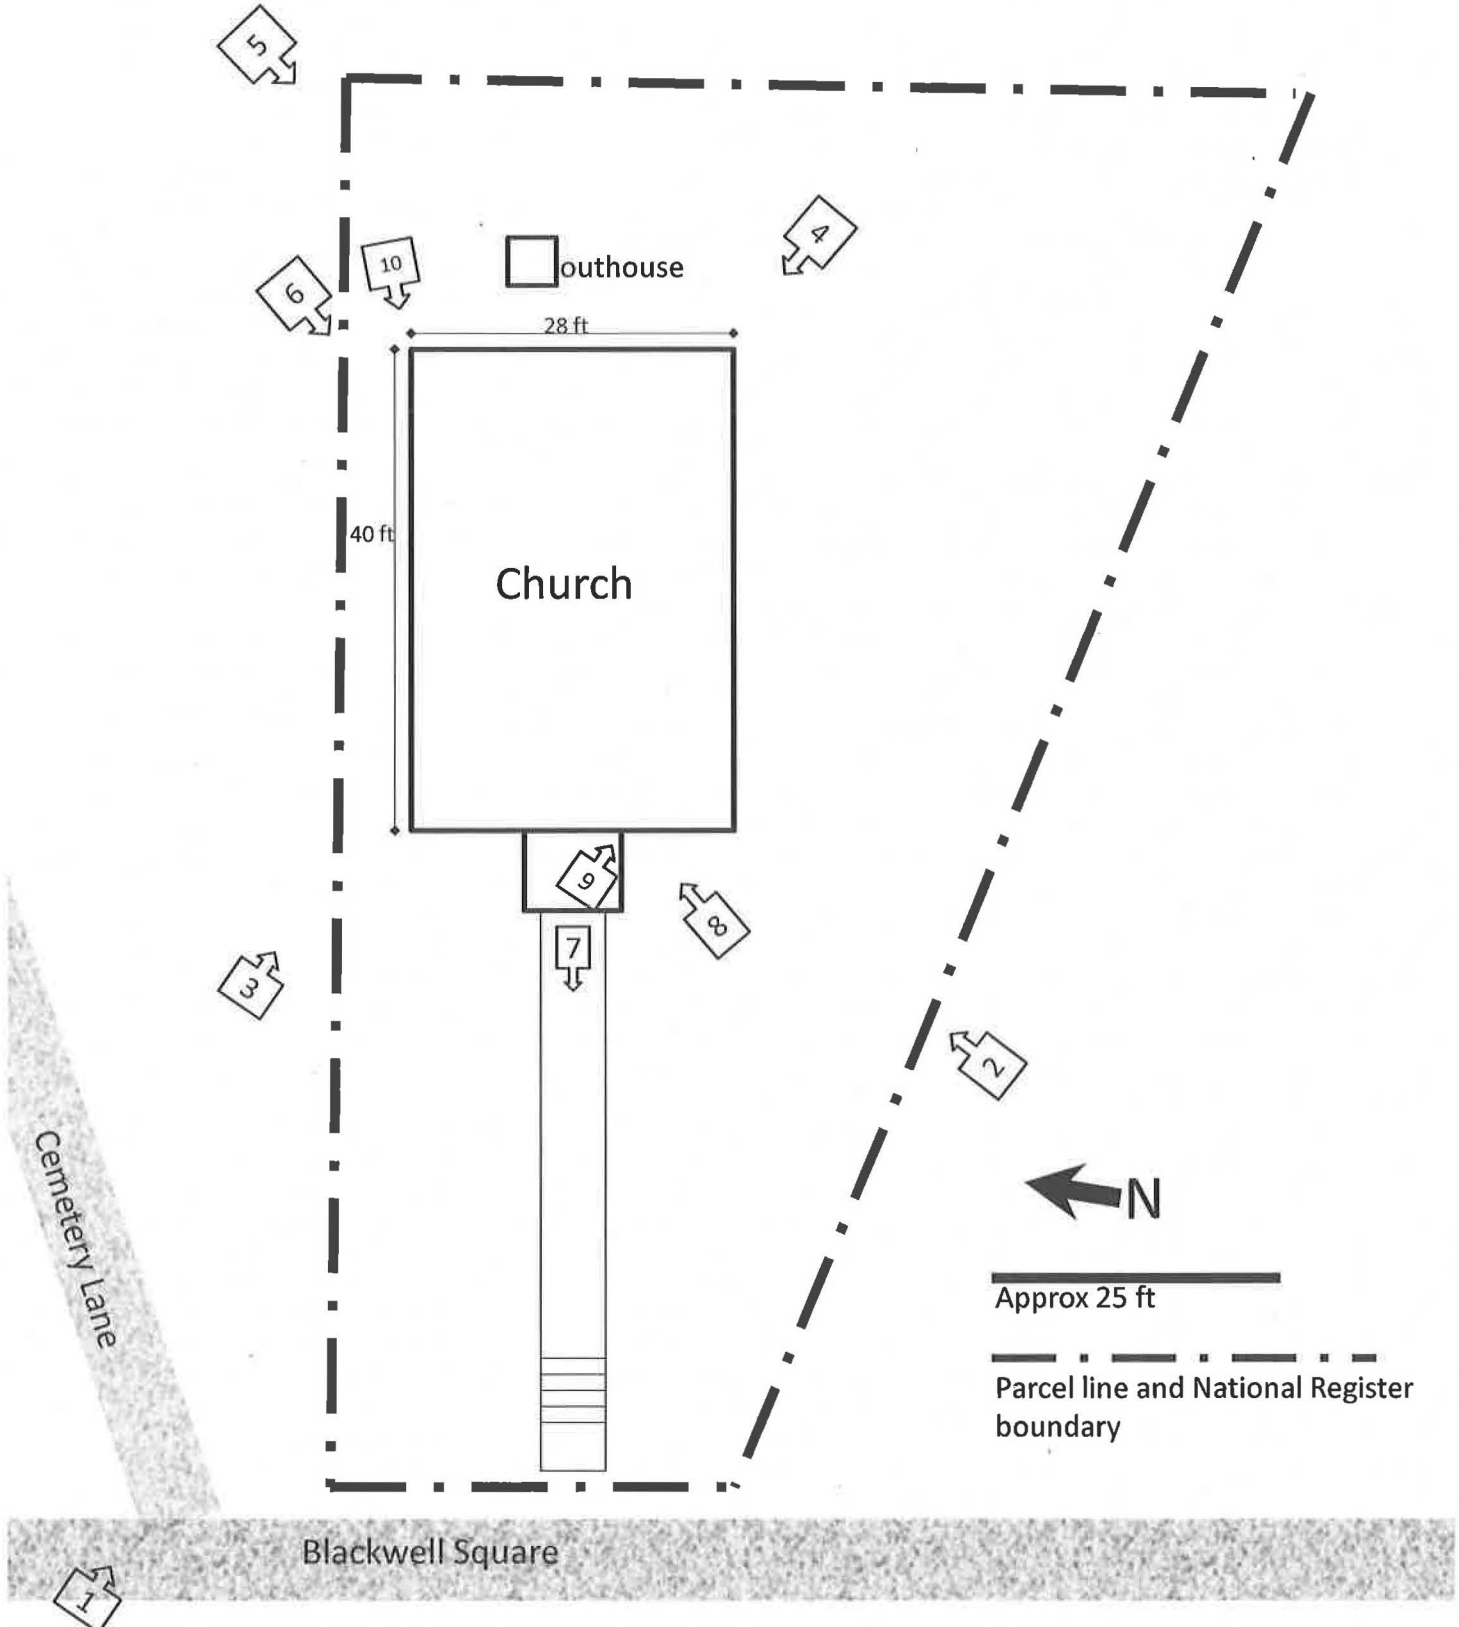 5
4
10
6
outhouse
28 ft
40 ft
Church
9
8
7
3
2
Cemetery Lane
N
Approx 25 ft
Parcel line and National Register
boundary
Blackwell Square
1